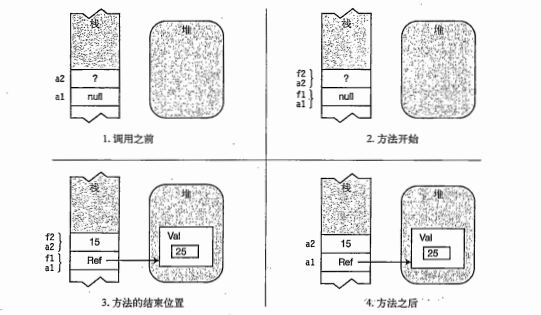 栈
堆
a2
?
a1
null
1. 调用之前
栈
堆
f2
a2
?
f1
a1
null
2. 方法开始
栈
堆
f2
a2
15
f1
a1
Ref
Val
25
3. 方法的结束位置
栈
堆
a2
15
a1
Ref
Val
25
4. 方法之后